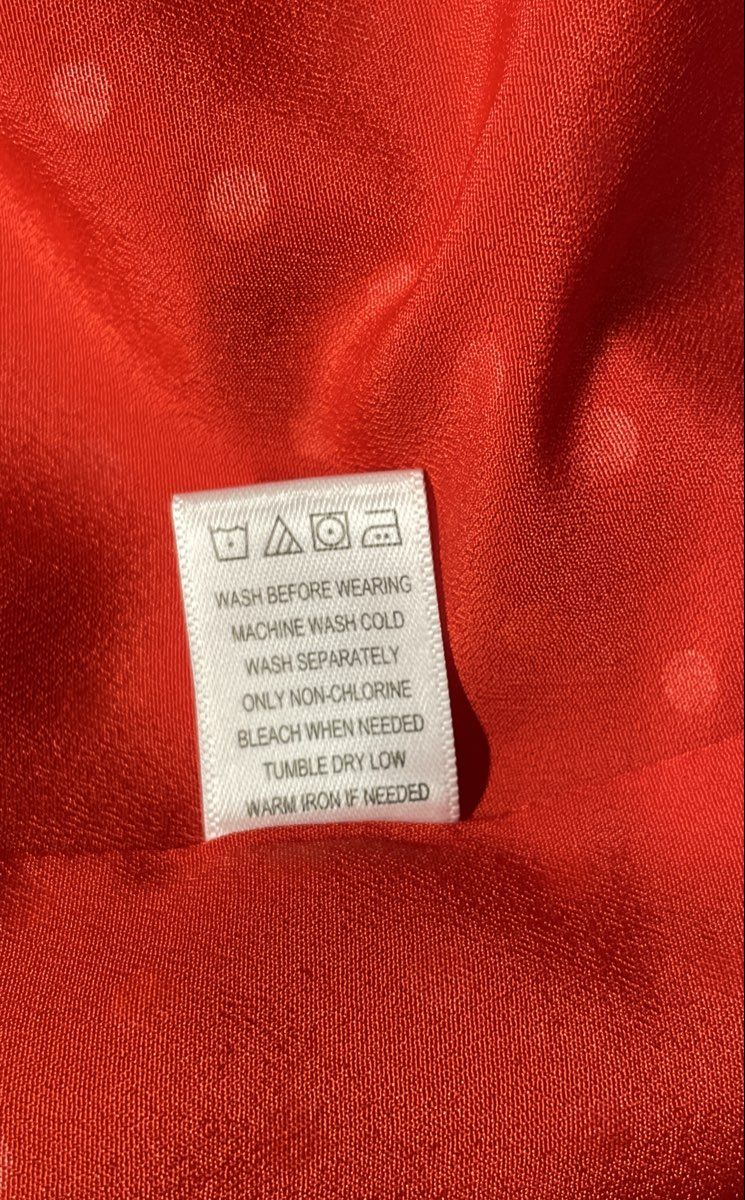 WASH BEFORE WEARING
MACHINE WASH COLD
WASH SEPARATELY
ONLY NON-CHLORINE
BLEACH WHEN NEEDED
TUMBLE DRY LOW
WARM IRON IF NEEDED